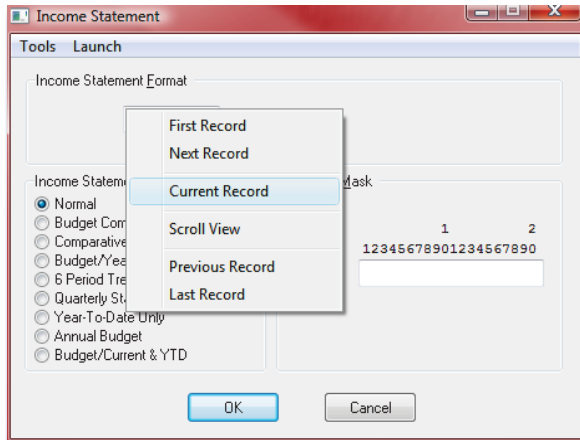 Income Statement
Tools Launch
Income Statement Format
First Record
Next Record
Current Record
Scroll View
Previous Record
Last Record
Income Stateme
Normal
Budget Com
Comparative
Budget/Yea
6 Period Tre
Quarterly Sta
Year-To-Date Only
Annual Budget
Budget/Current & YTD
Mask
1 2
12345678901234567890
OK Cancel